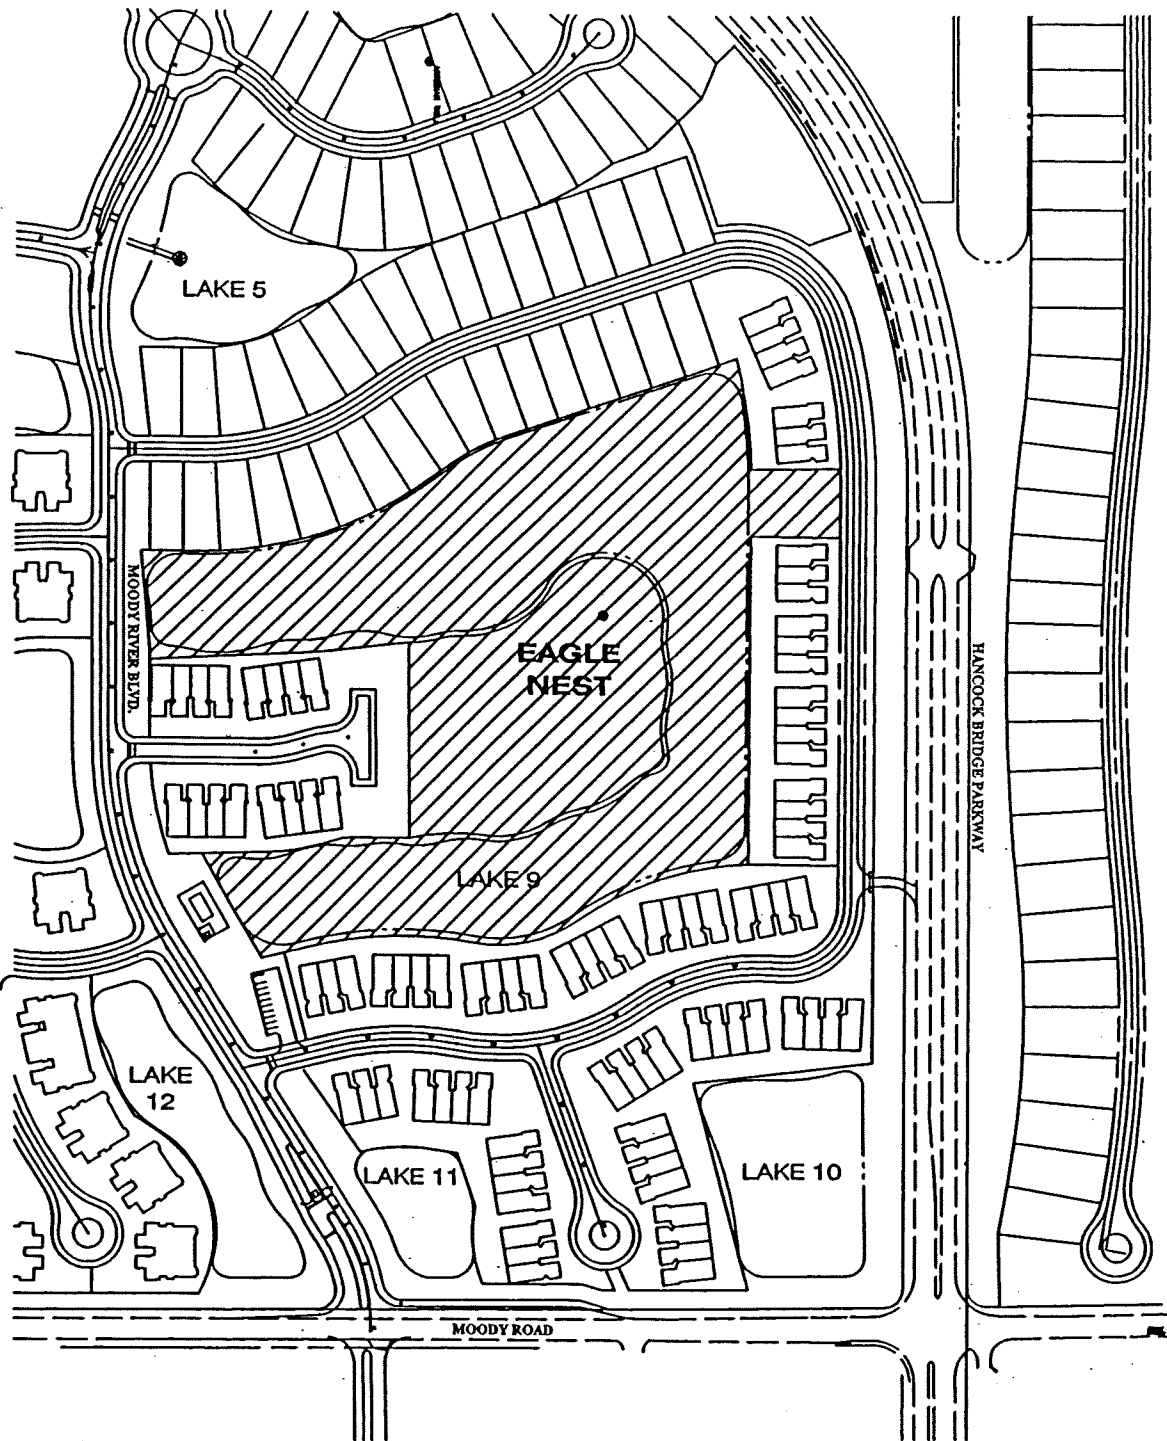 LAKE 5
MOODY RIVER BLVD.
EAGLE
NEST
HANCOCK BRIDGE PARKWAY
LAKE 9
LAKE
12
LAKE 11
LAKE 10
MOODY ROAD